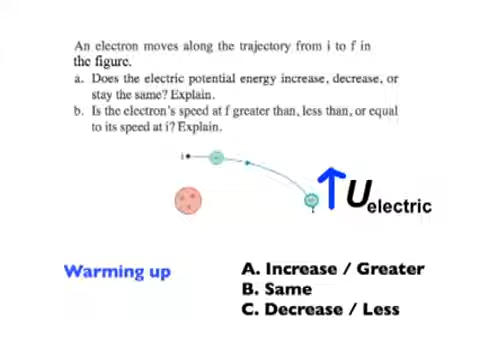 An electron moves along the trajectory from i to f in
the figure.
a. Does the electric potential energy increase, decrease, or
stay the same? Explain.
b. Is the electron's speed at f greater than, less than, or equal
to its speed at i? Explain.
i
f
U electric
Warming up
A. Increase / Greater
B. Same
C. Decrease / Less